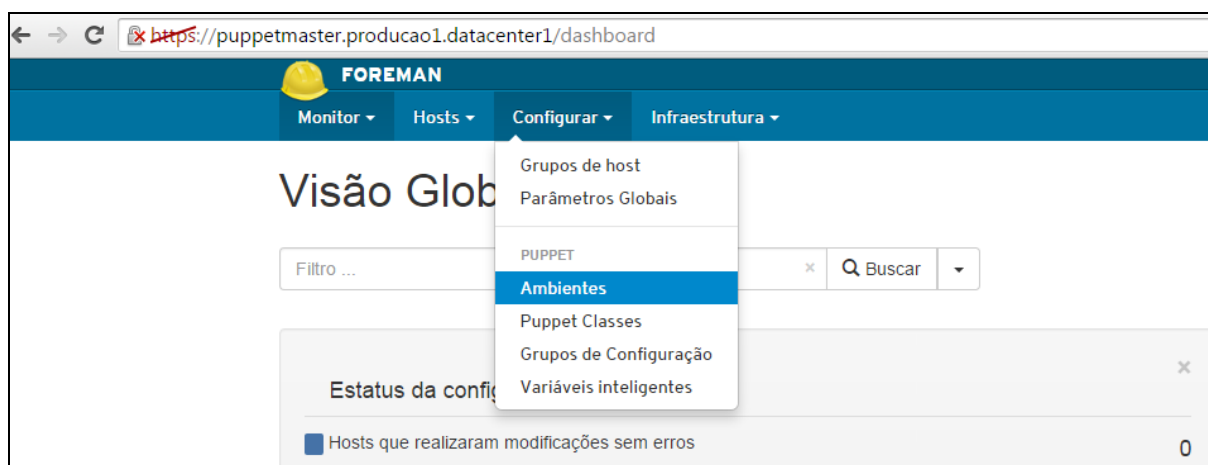 https://puppetmaster.producao1.datacenter1/dashboard
FOREMAN
Monitor Hosts Configurar Infraestrutura
Grupos de host
Parâmetros Globais
PUPPET
Ambientes
Puppet Classes
Grupos de Configuração
Variáveis inteligentes
Visão Glob
Filtro ... × Buscar
Estatus da config
×
Hosts que realizaram modificações sem erros 0